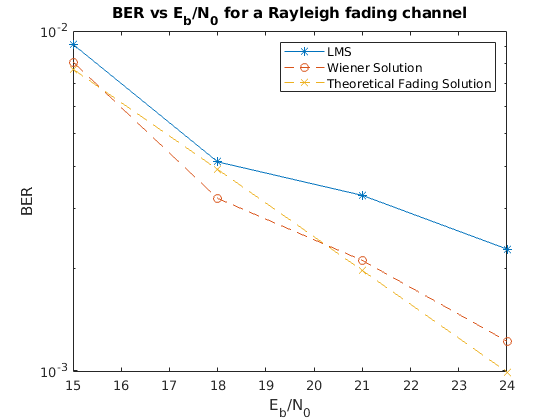 BER vs E_b/N_0 for a Rayleigh fading channel
10^-2
LMS
Wiener Solution
Theoretical Fading Solution
BER
10^-3
15 16 17 18 19 20 21 22 23 24
E_b/N_0